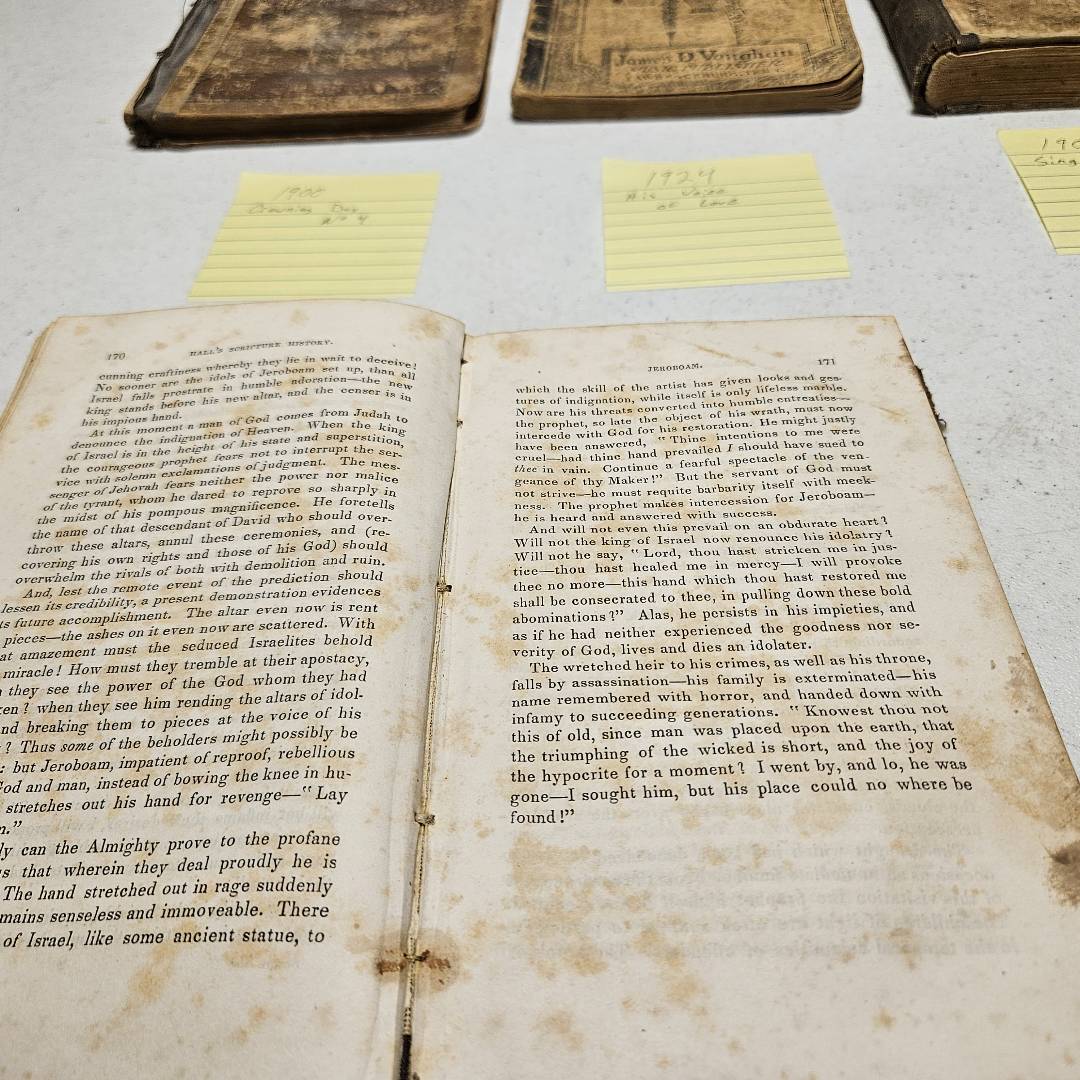 James D Vaughan
1908
Crowning Day
No 4
1924
His Voice
of Love
190
170
HALL'S SCRIPTURE HISTORY.
cunning craftiness whereby they lie in wait to deceive!
No sooner are the idols of Jeroboam set up, than all
Israel falls prostrate in humble adoration—the new
king stands before his new altar, and the censer is in
his impious hand.
At this moment a man of God comes from Judah to
denounce the indignation of Heaven. When the king
of Israel is in the height of his state and superstition,
the courageous prophet fears not to interrupt the ser-
vice with solemn exclamations of judgment. The mes-
senger of Jehovah fears neither the power nor malice
of the tyrant, whom he dared to reprove so sharply in
the midst of his pompous magnificence. He foretells
the name of that descendant of David who should over-
throw these altars, annul these ceremonies, and (re-
covering his own rights and those of his God) should
overwhelm the rivals of both with demolition and ruin.
And, lest the remote event of the prediction should
lessen its credibility, a present demonstration evidences
ts future accomplishment. The altar even now is rent
pieces—the ashes on it even now are scattered. With
at amazement must the seduced Israelites behold
miracle! How must they tremble at their apostacy,
they see the power of the God whom they had
ken? when they see him rending the altars of idol-
nd breaking them to pieces at the voice of his
? Thus some of the beholders might possibly be
: but Jeroboam, impatient of reproof, rebellious
God and man, instead of bowing the knee in hu-
stretches out his hand for revenge—"Lay
m."
ly can the Almighty prove to the profane
s that wherein they deal proudly he is
The hand stretched out in rage suddenly
mains senseless and immoveable. There
of Israel, like some ancient statue, to
JEROBOAM.
171
which the skill of the artist has given looks and ges-
tures of indignation, while itself is only lifeless marble.
Now are his threats converted into humble entreaties—
the prophet, so late the object of his wrath, must now
intercede with God for his restoration. He might justly
have been answered, "Thine intentions to me were
cruel—had thine hand prevailed I should have sued to
thee in vain. Continue a fearful spectacle of the ven-
geance of thy Maker!" But the servant of God must
not strive—he must requite barbarity itself with meek-
ness. The prophet makes intercession for Jeroboam—
he is heard and answered with success.
And will not even this prevail on an obdurate heart?
Will not the king of Israel now renounce his idolatry?
Will not he say, "Lord, thou hast stricken me in jus-
tice—thou hast healed me in mercy—I will provoke
thee no more—this hand which thou hast restored me
shall be consecrated to thee, in pulling down these bold
abominations?" Alas, he persists in his impieties, and
as if he had neither experienced the goodness nor se-
verity of God, lives and dies an idolater.
The wretched heir to his crimes, as well as his throne,
falls by assassination—his family is exterminated—his
name remembered with horror, and handed down with
infamy to succeeding generations. "Knowest thou not
this of old, since man was placed upon the earth, that
the triumphing of the wicked is short, and the joy of
the hypocrite for a moment? I went by, and lo, he was
gone—I sought him, but his place could no where be
found!"